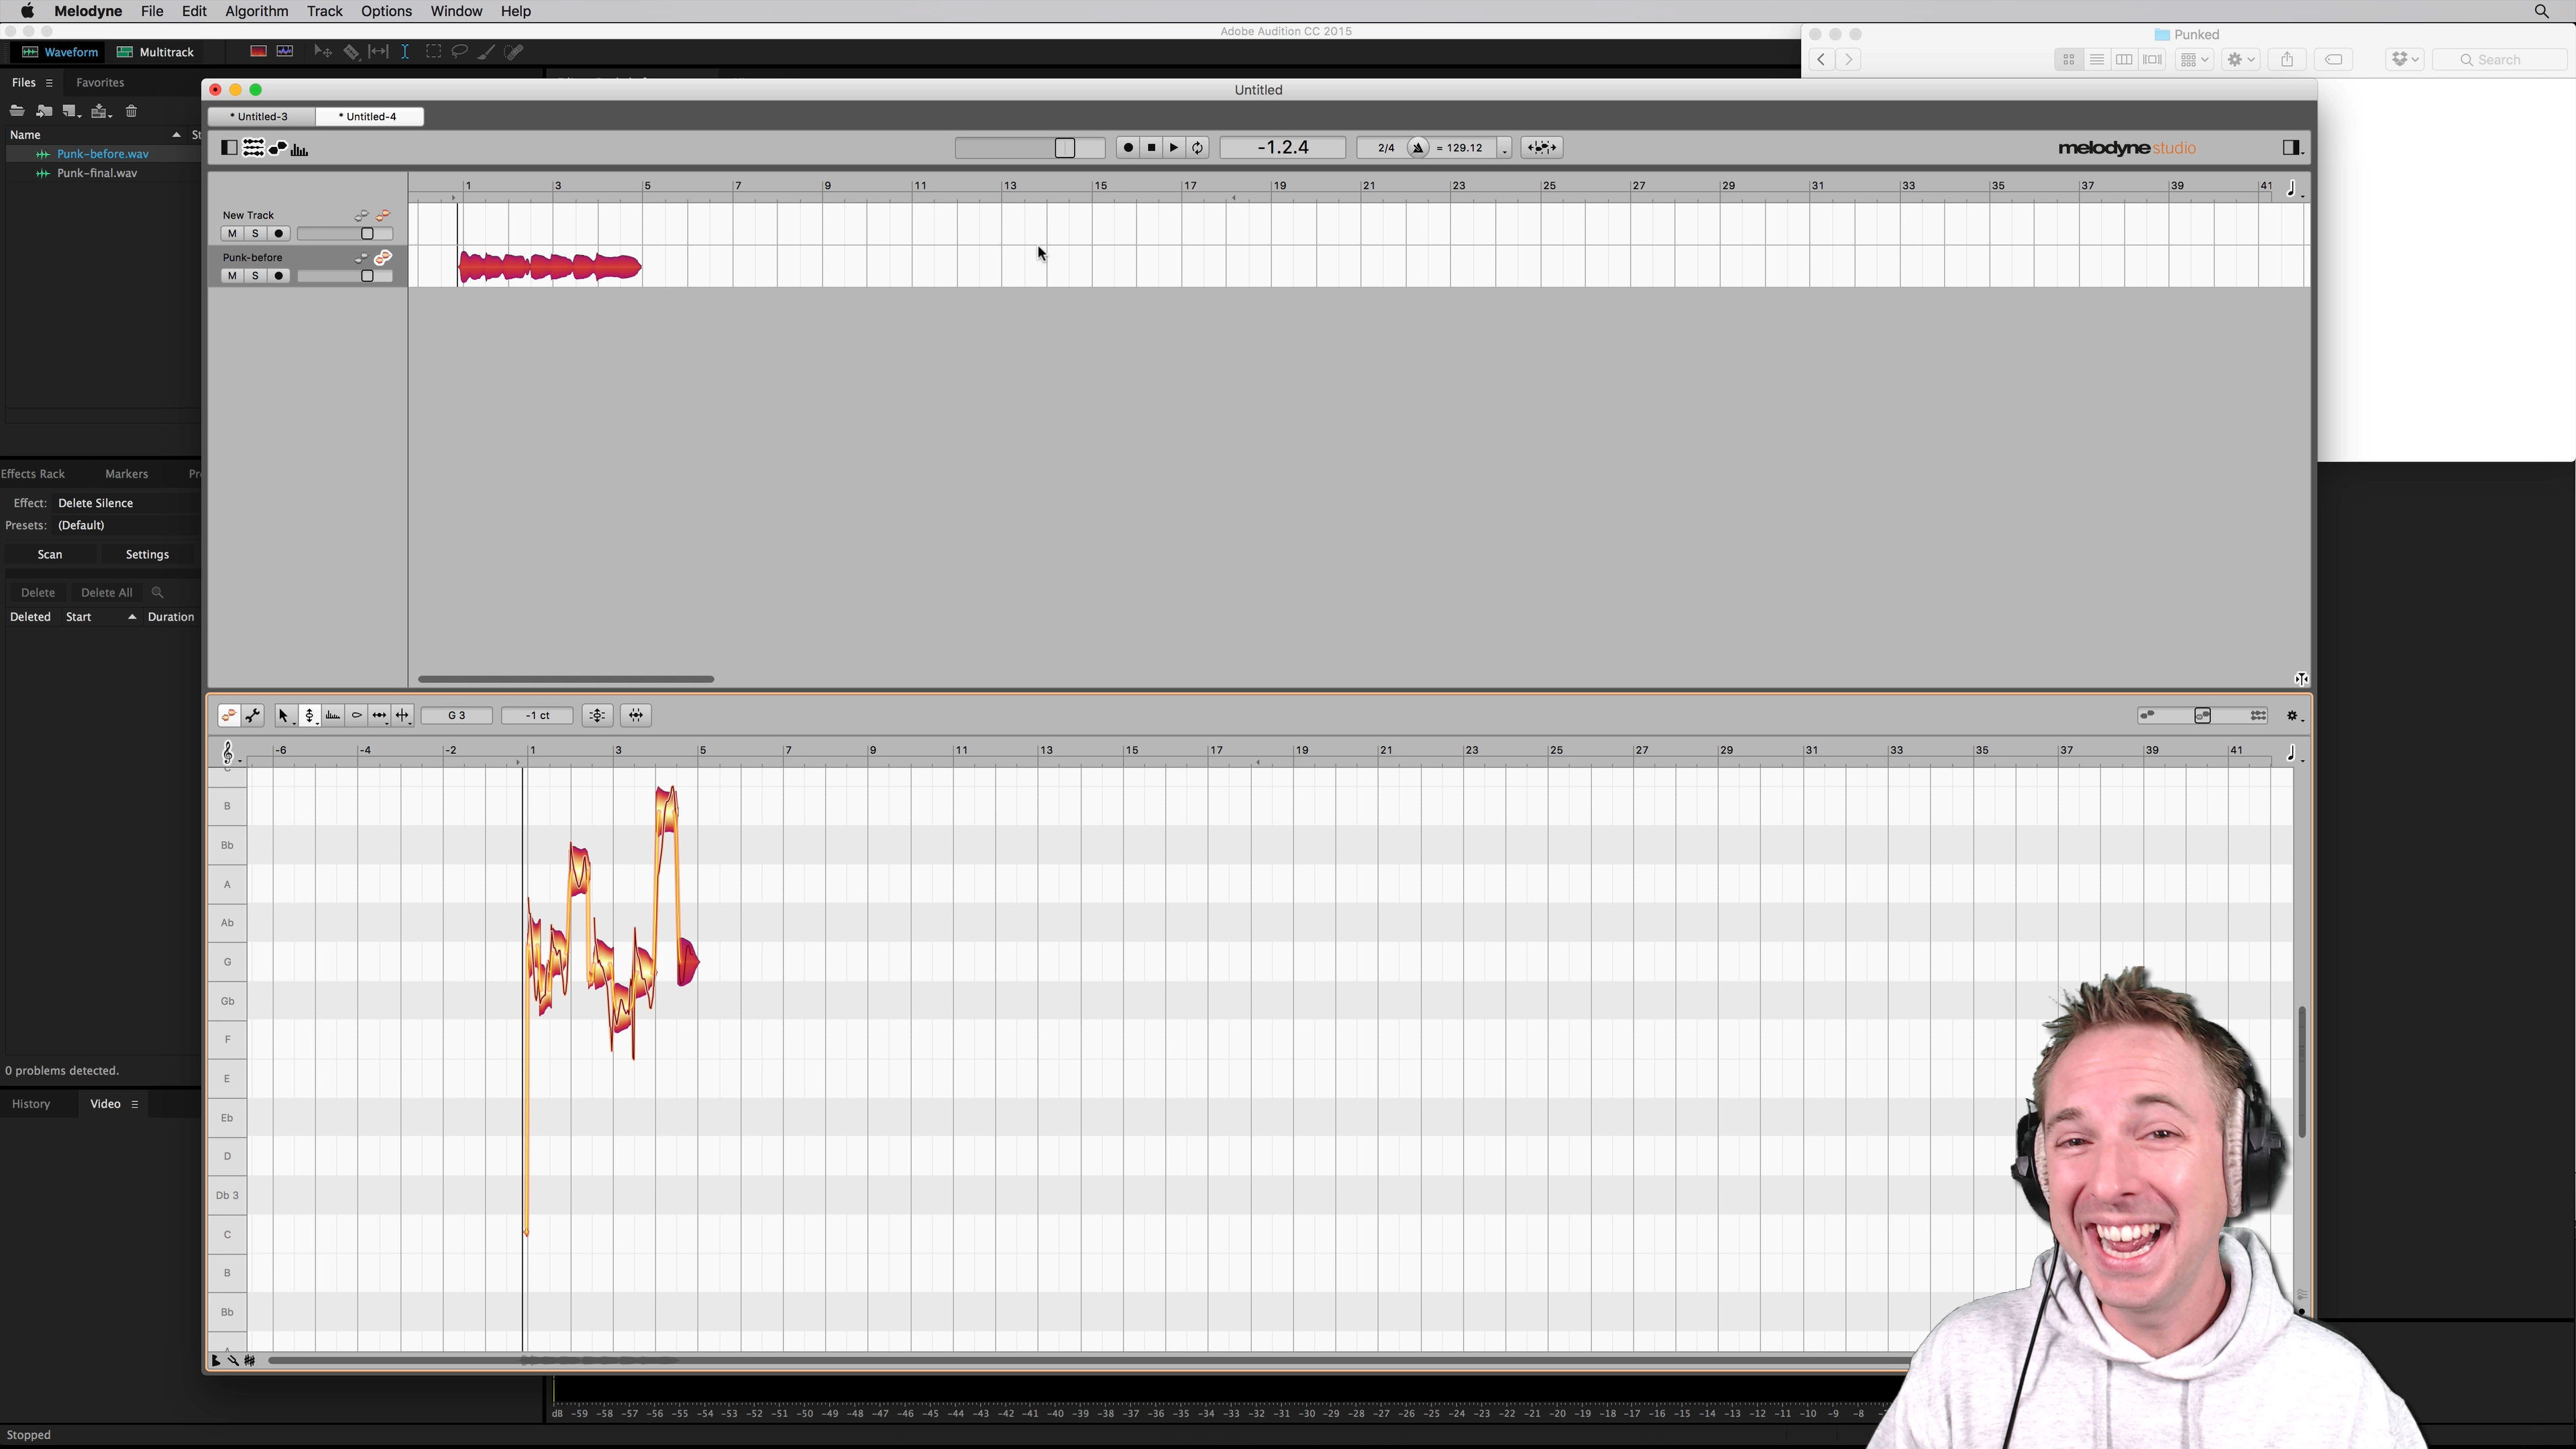 Melodyne File Edit Algorithm Track Options Window Help
Adobe Audition CC 2015
Punked
Waveform Multitrack
Search
Files Favorites
Untitled
* Untitled-3 * Untitled-4
Name St
Punk-before.wav
Punk-final.wav
-1.2.4 2/4 = 129.12
melodyne studio
1 3 5 7 9 11 13 15 17 19 21 23 25 27 29 31 33 35 37 39 41
New Track
M S
Punk-before
M S
Effects Rack Markers Pr
Effect: Delete Silence
Presets: (Default)
Scan Settings
Delete Delete All
Deleted Start Duration
G 3 -1 ct
-6 -4 -2 1 3 5 7 9 11 13 15 17 19 21 23 25 27 29 31 33 35 37 39 41
C
B
Bb
A
Ab
G
Gb
F
E
Eb
D
Db 3
C
B
Bb
A
0 problems detected.
History Video
dB -59 -58 -57 -56 -55 -54 -53 -52 -51 -50 -49 -48 -47 -46 -45 -44 -43 -42 -41 -40 -39 -38 -37 -36 -35 -34 -33 -32 -31 -30 -29 -28 -27 -26 -25 -24 -23 -22 -21 -20 -19 -18 -17 -16 -15 -14 -13 -12 -11 -10 -9 -8
Stopped